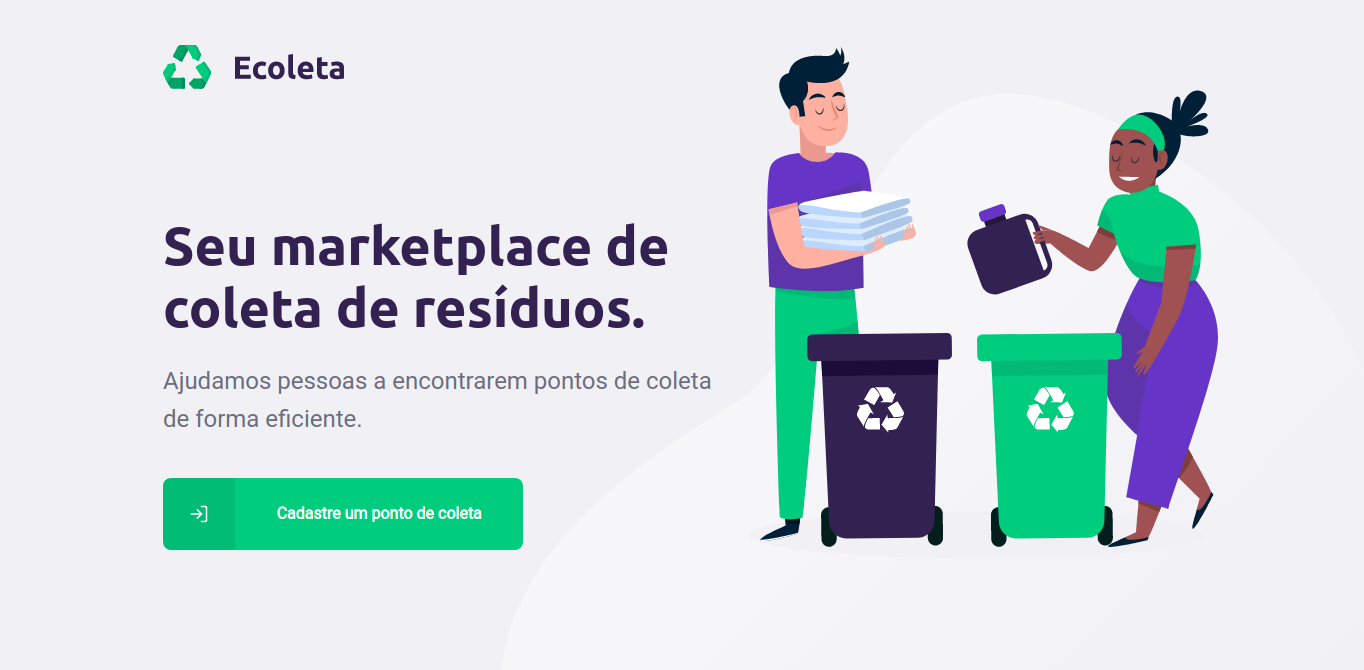 Ecoleta
Seu marketplace de
coleta de resíduos.
Ajudamos pessoas a encontrarem pontos de coleta
de forma eficiente.
Cadastre um ponto de coleta